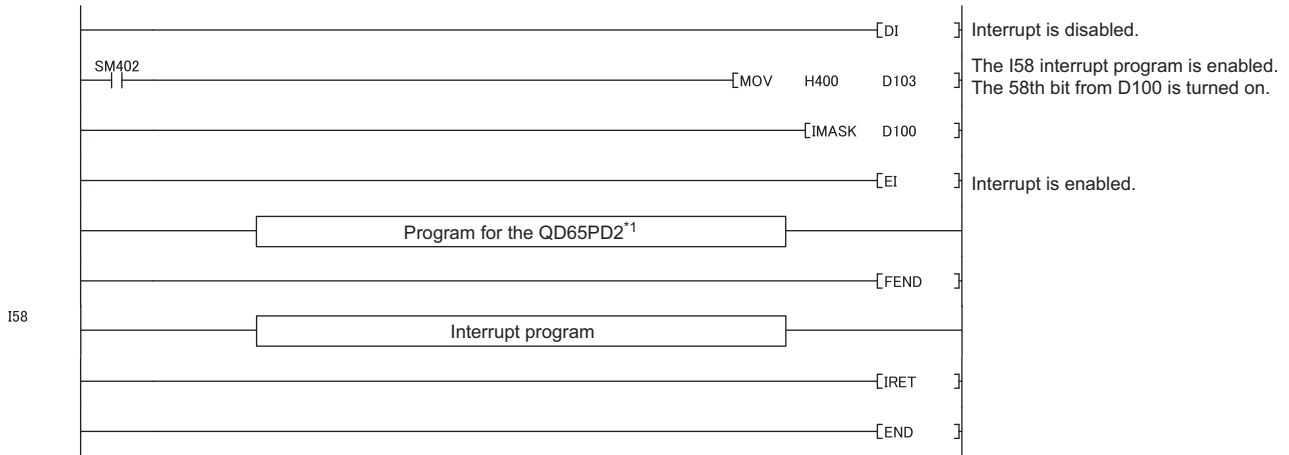 [DI ] Interrupt is disabled.
SM402
[MOV H400 D103 ] The I58 interrupt program is enabled.
The 58th bit from D100 is turned on.
[IMASK D100 ]
[EI ] Interrupt is enabled.
Program for the QD65PD2*1
[FEND ]
I58
Interrupt program
[IRET ]
[END ]